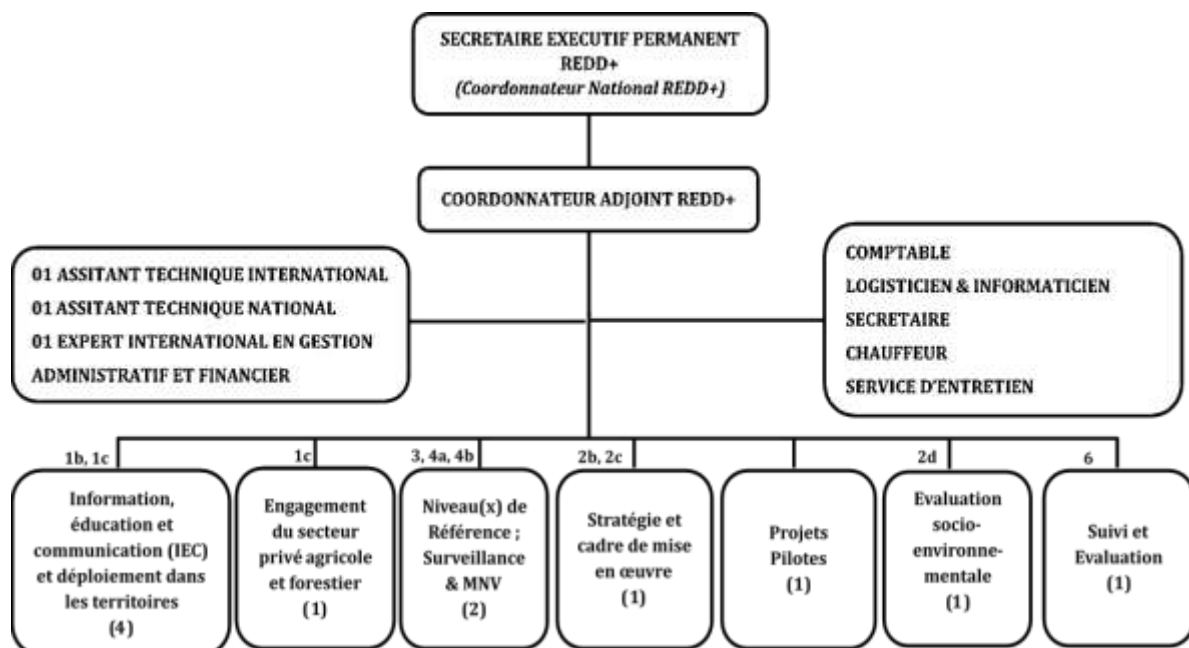 SECRETAIRE EXECUTIF PERMANENT
REDD+
(Coordonnateur National REDD+)
COORDONNATEUR ADJOINT REDD+
01 ASSITANT TECHNIQUE INTERNATIONAL
01 ASSITANT TECHNIQUE NATIONAL
01 EXPERT INTERNATIONAL EN GESTION
ADMINISTRATIF ET FINANCIER
COMPTABLE
LOGISTICIEN & INFORMATICIEN
SECRETAIRE
CHAUFFEUR
SERVICE D'ENTRETIEN
1b, 1c
Information,
éducation et
communication (IEC)
et déploiement dans
les territoires
(4)
1c
Engagement
du secteur
privé agricole
et forestier
(1)
3, 4a, 4b
Niveau(x) de
Référence ;
Surveillance
& MNV
(2)
2b, 2c
Stratégie et
cadre de mise
en œuvre
(1)
Projets
Pilotes
(1)
2d
Evaluation
socio-
environne-
mentale
(1)
6
Suivi et
Evaluation
(1)